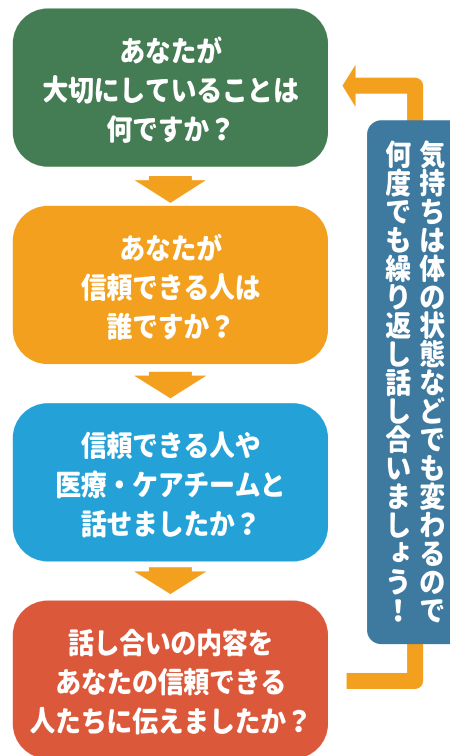 あなたが
大切にしていることは
何ですか？
あなたが
信頼できる人は
誰ですか？
信頼できる人や
医療・ケアチームと
話せましたか？
話し合いの内容を
あなたの信頼できる
人たちに伝えましたか？
気持ちは体の状態などでも変わるので
何度でも繰り返し話し合いましょう！